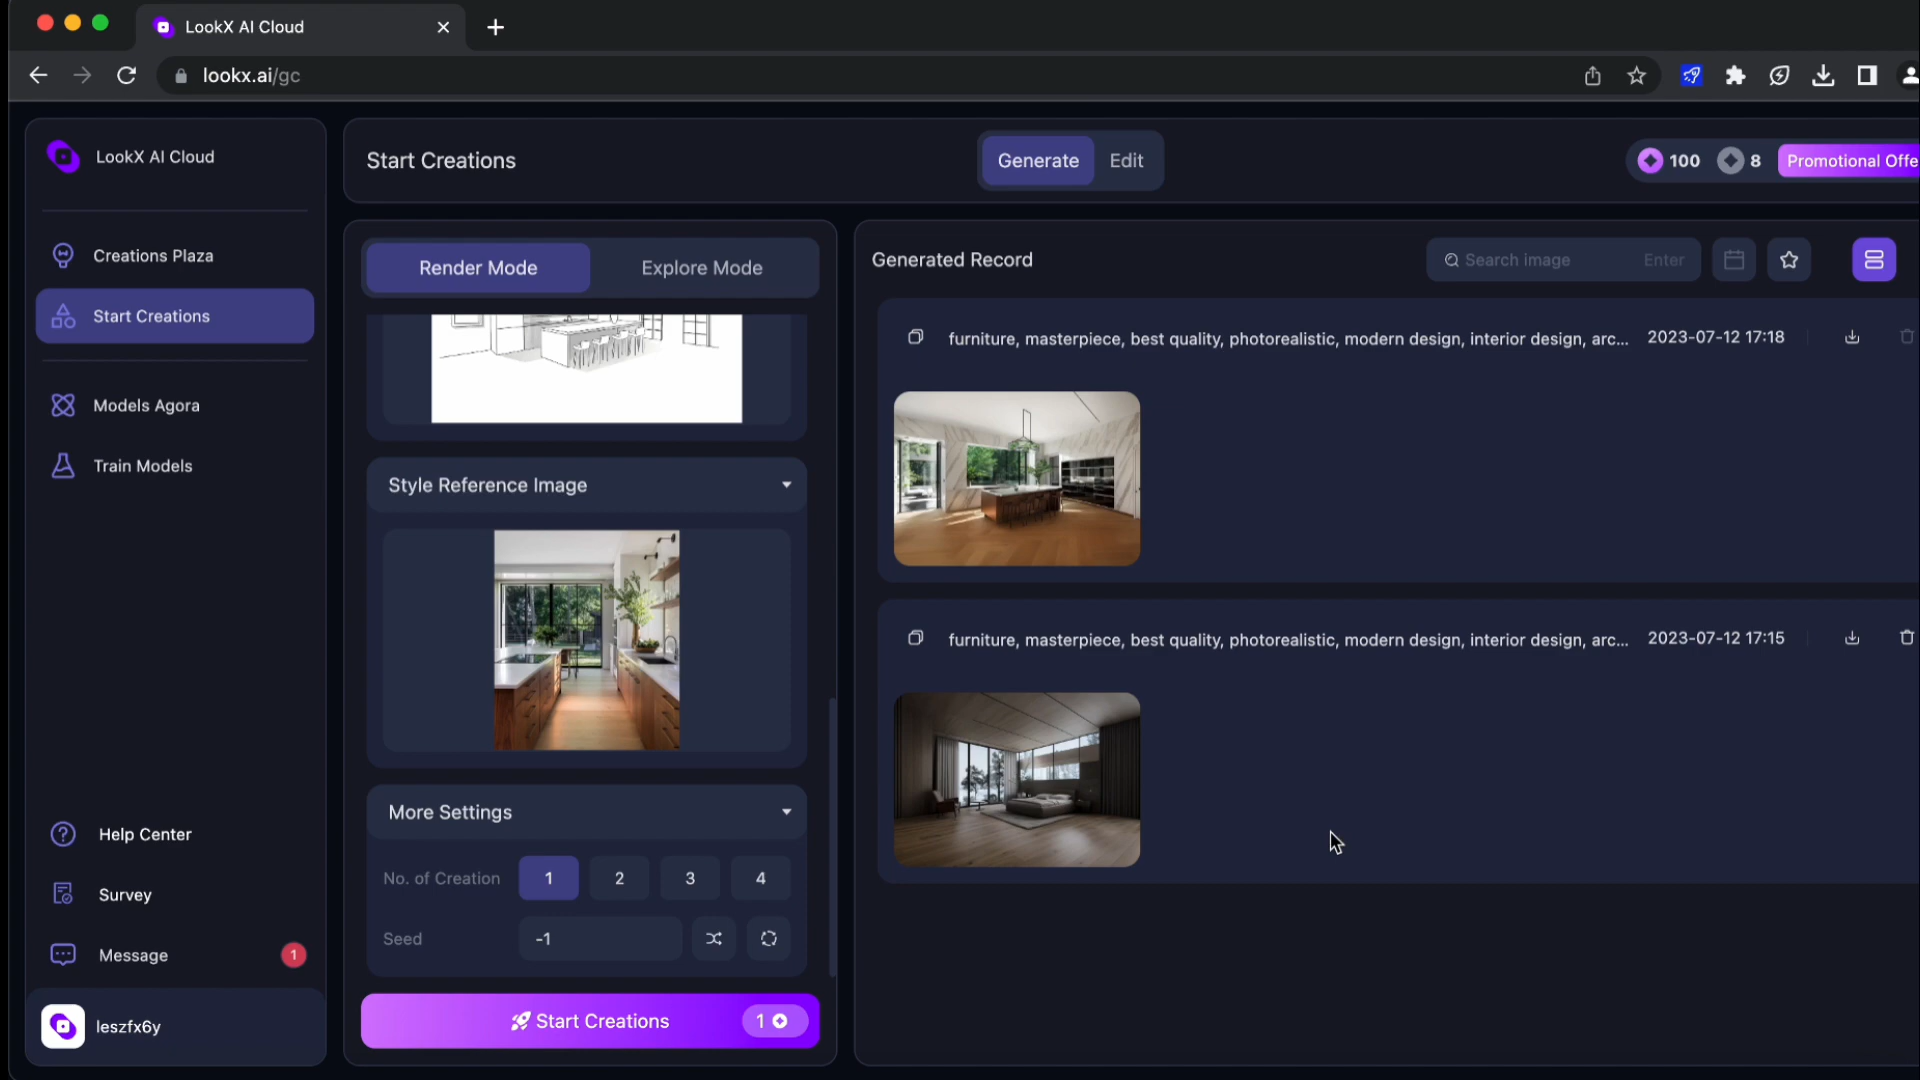 LookX AI Cloud
lookx.ai/gc
LookX AI Cloud
Creations Plaza
Start Creations
Models Agora
Train Models
Help Center
Survey
Message
1
leszfx6y
Start Creations
Generate
Edit
100
8
Promotional Offe
Render Mode
Explore Mode
Style Reference Image
More Settings
No. of Creation
1
2
3
4
Seed
-1
Start Creations
1
Generated Record
Search image
Enter
furniture, masterpiece, best quality, photorealistic, modern design, interior design, arc...
2023-07-12 17:18
furniture, masterpiece, best quality, photorealistic, modern design, interior design, arc...
2023-07-12 17:15